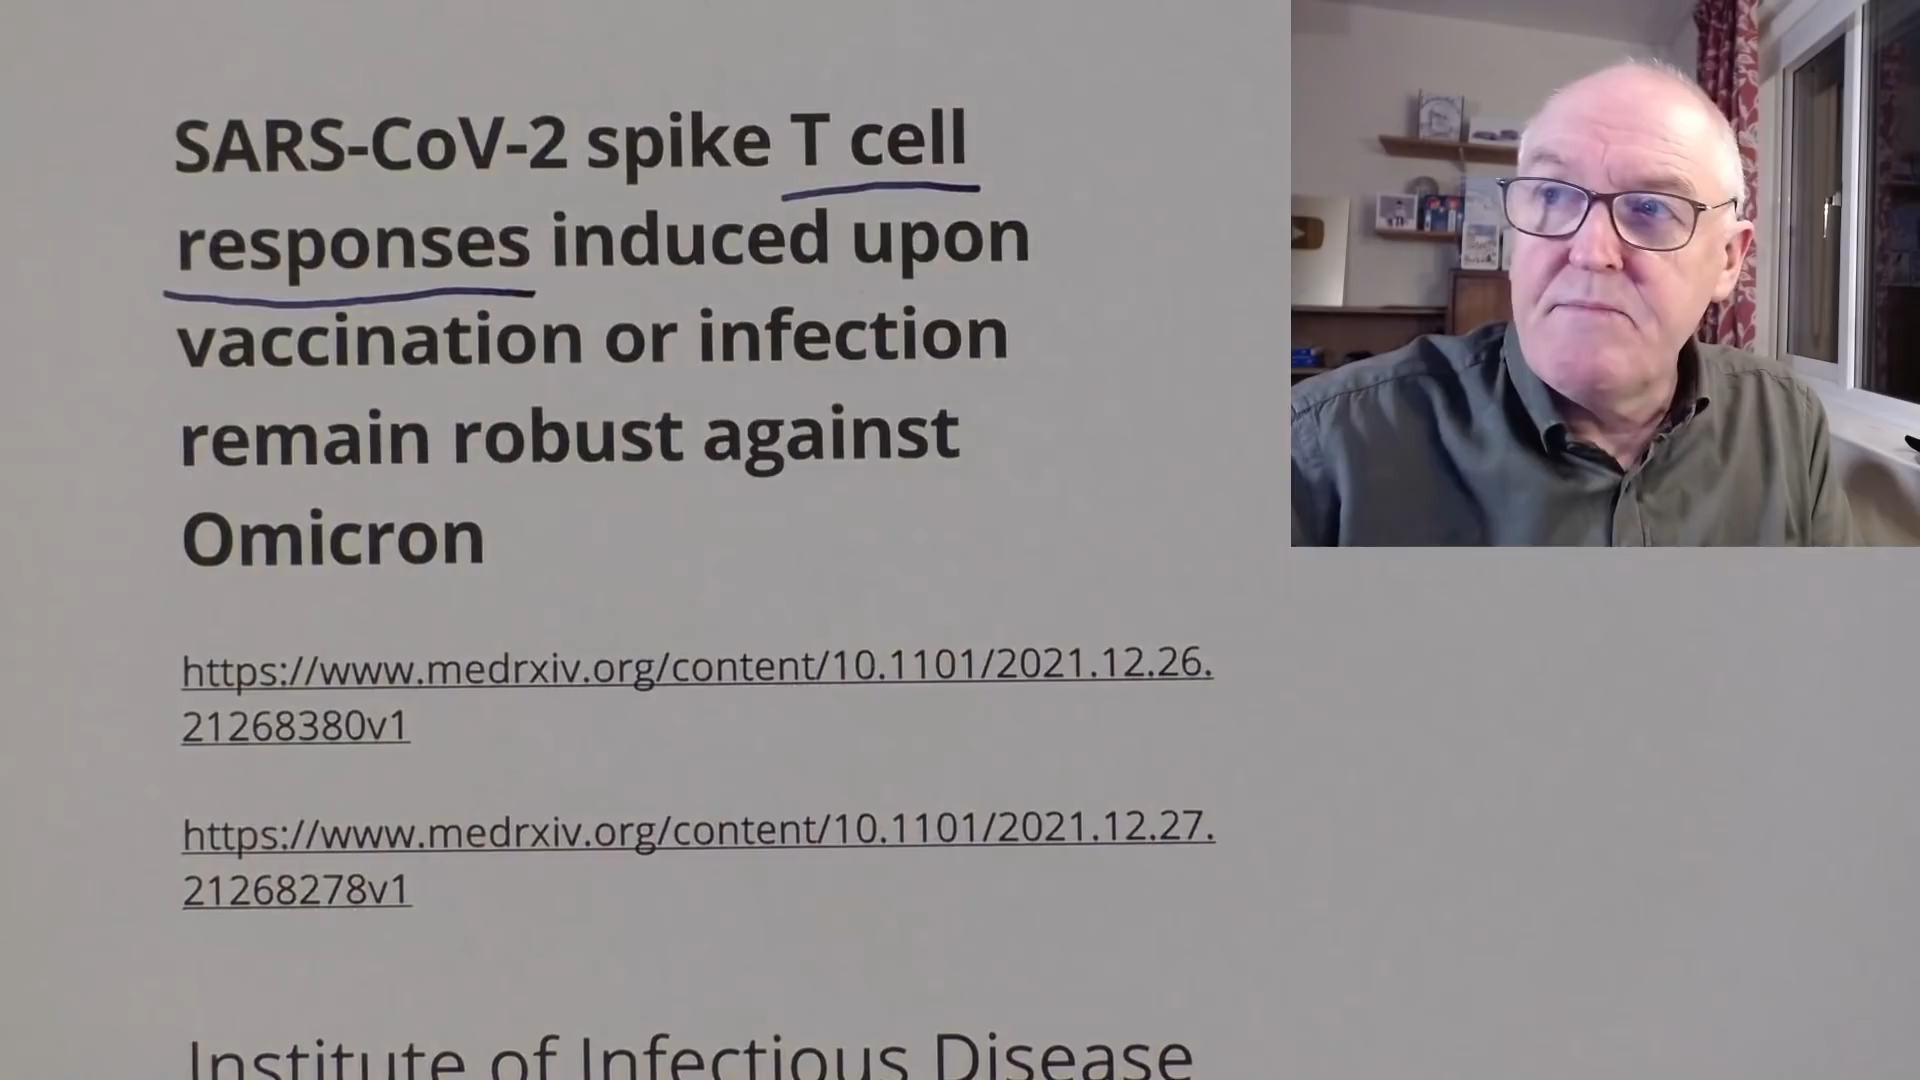 SARS-CoV-2 spike T cell
responses induced upon
vaccination or infection
remain robust against
Omicron
https://www.medrxiv.org/content/10.1101/2021.12.26.
21268380v1
https://www.medrxiv.org/content/10.1101/2021.12.27.
21268278v1
Institute of Infectious Disease